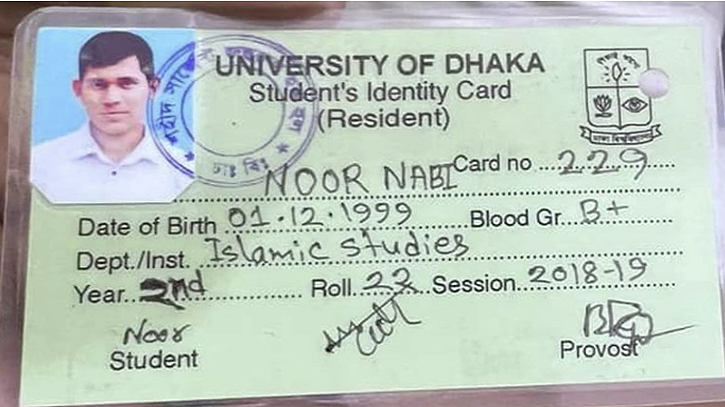 UNIVERSITY OF DHAKA
Student's Identity Card
(Resident)
NOOR NABI Card no 229
Date of Birth 01.12.1999 Blood Gr. B+
Dept./Inst. Islamic studies
Year 2nd Roll 22 Session 2018-19
Noor
Student Provost